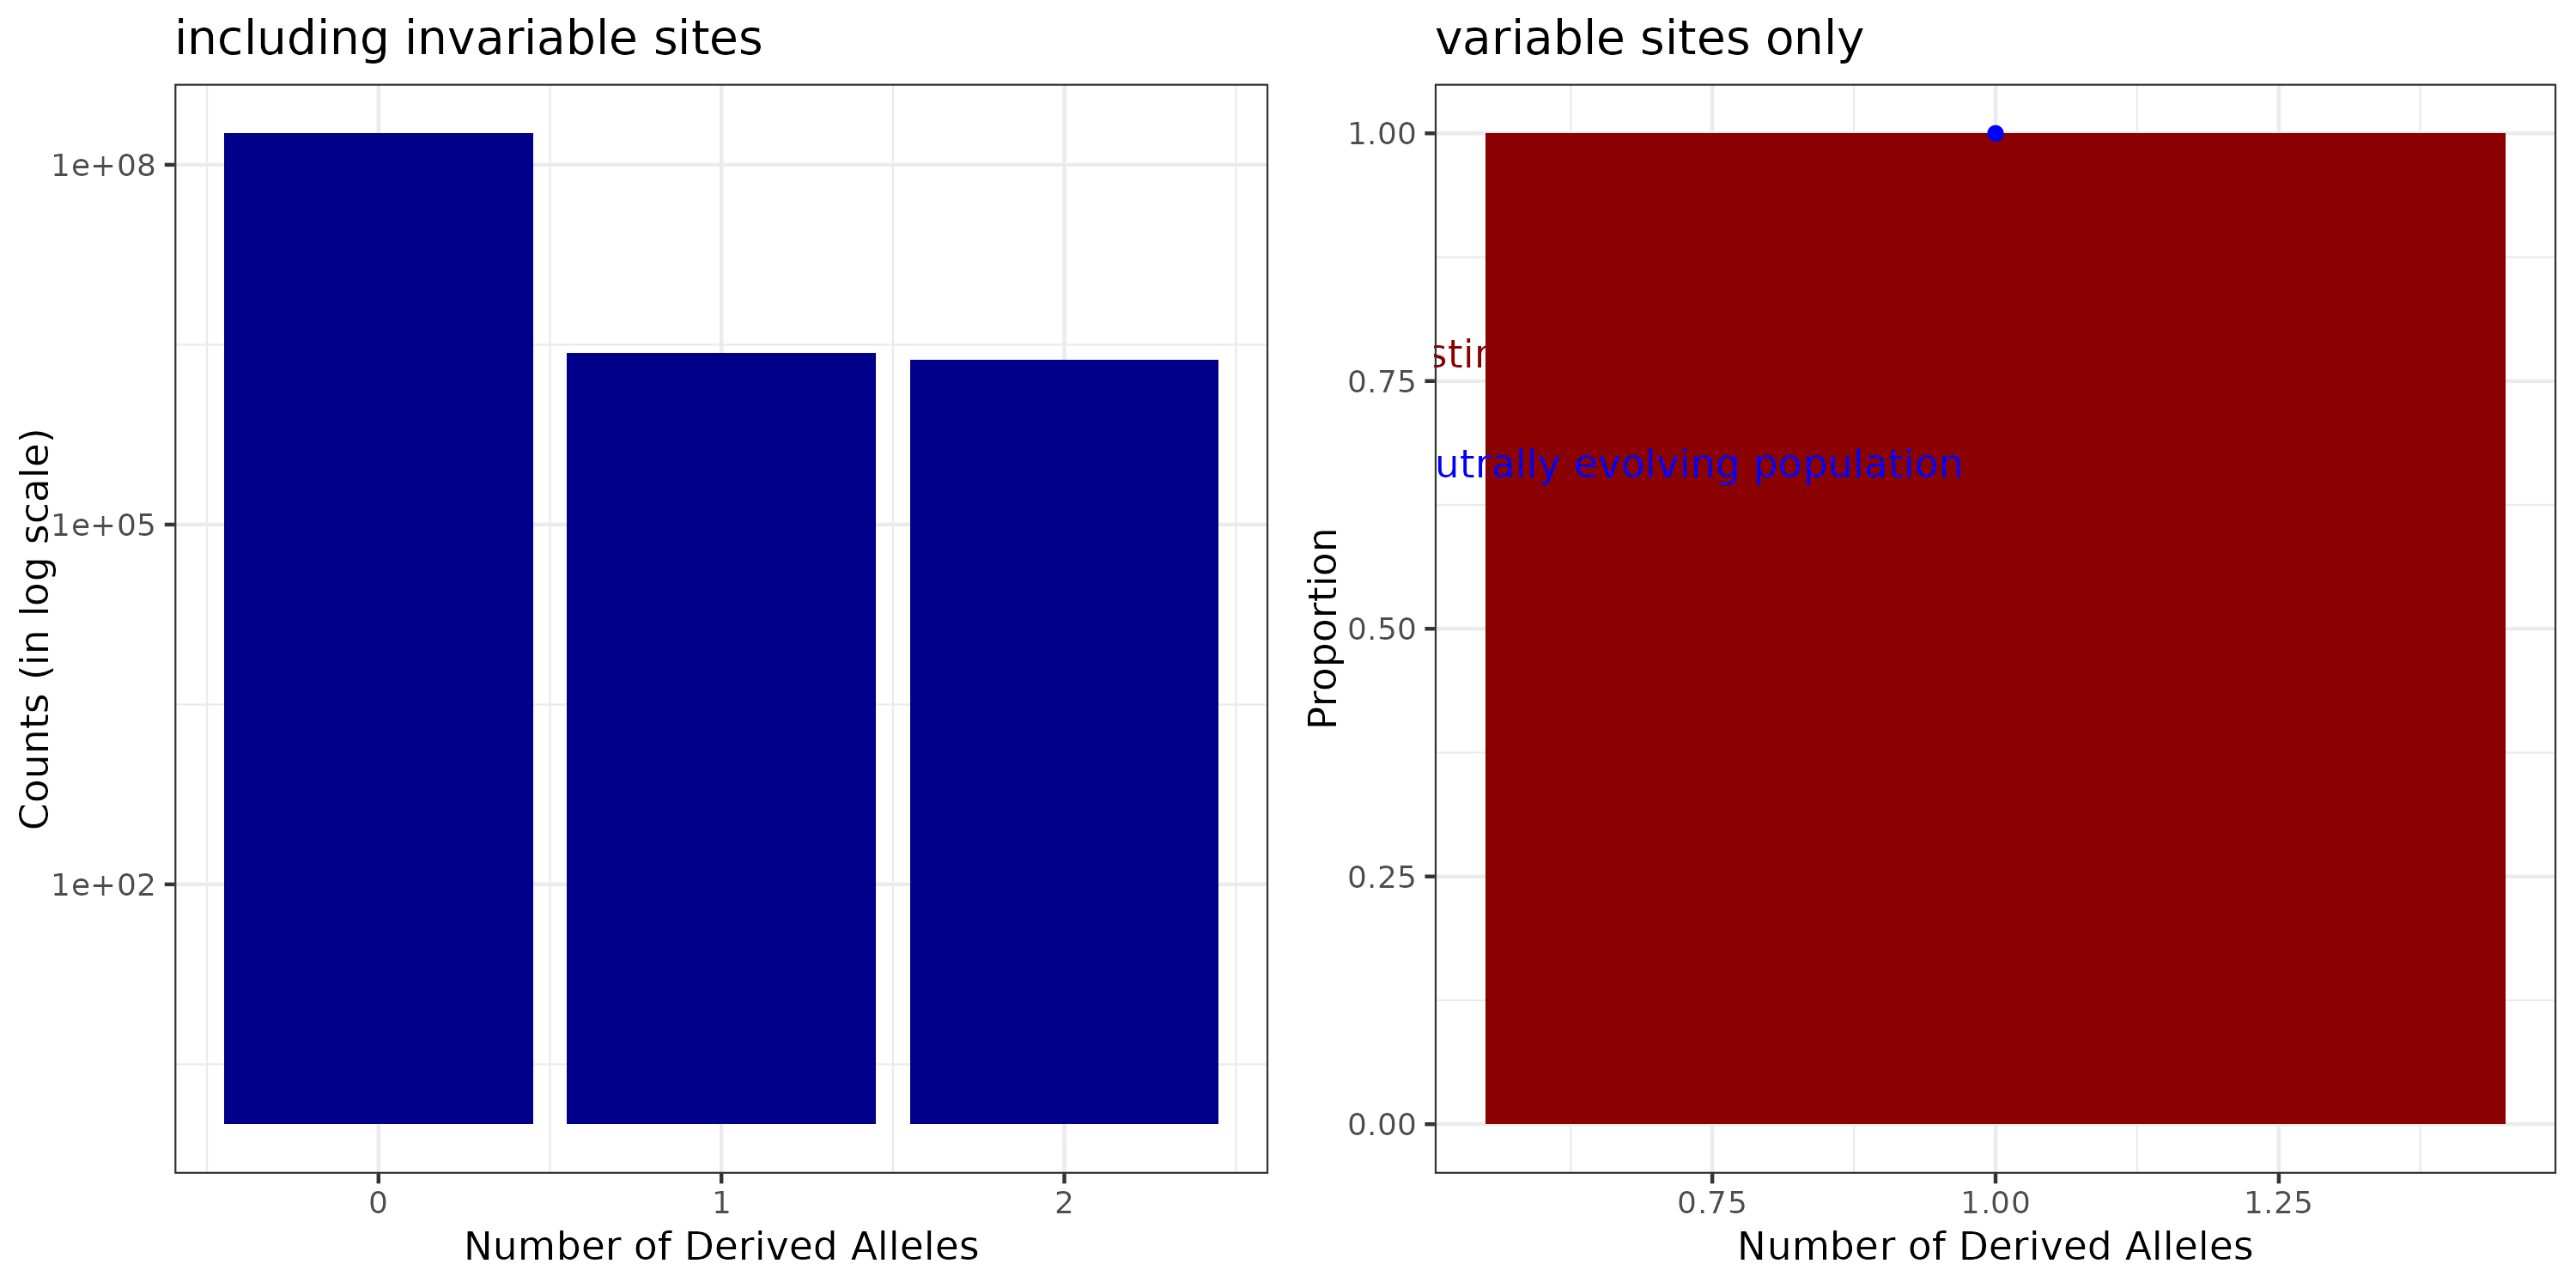 including invariable sites
1e+08
1e+05
1e+02
Counts (in log scale)
0 1 2
Number of Derived Alleles
variable sites only
1.00
0.75
0.50
0.25
0.00
Proportion
stin
utrally evolving population
0.75 1.00 1.25
Number of Derived Alleles